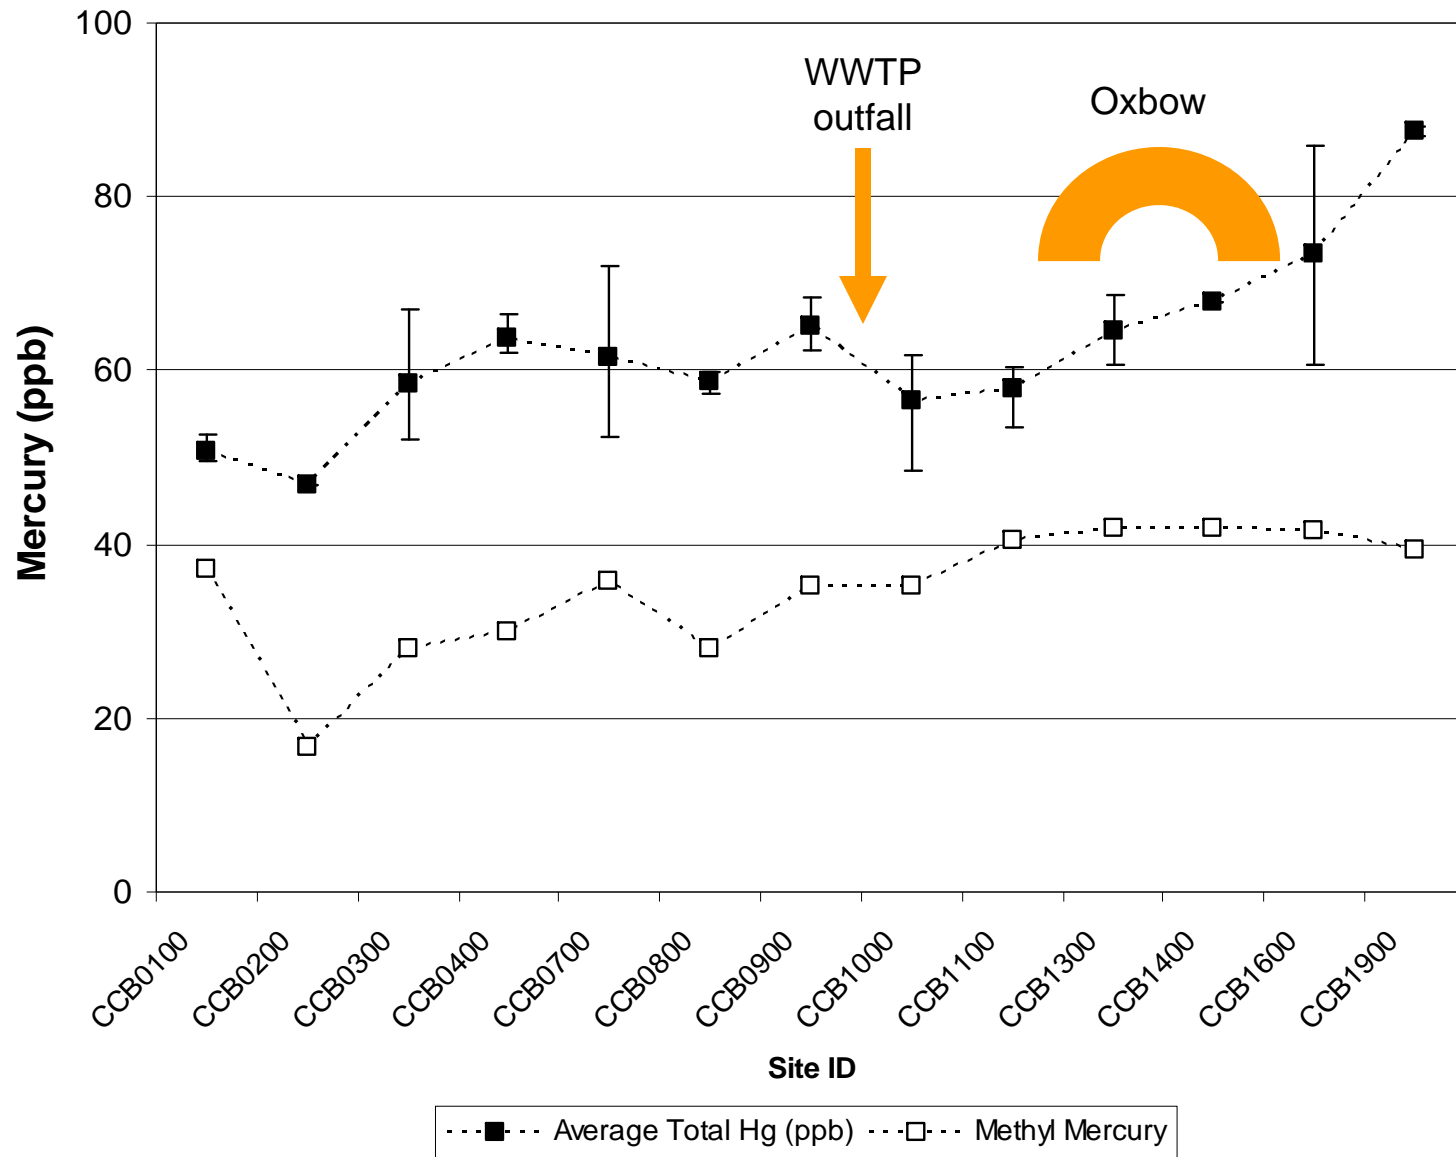 100
80
60
40
20
0
Mercury (ppb)
WWTP
outfall
Oxbow
CCB0100
CCB0200
CCB0300
CCB0400
CCB0700
CCB0800
CCB0900
CCB1000
CCB1100
CCB1300
CCB1400
CCB1600
CCB1900
Site ID
Average Total Hg (ppb)
Methyl Mercury